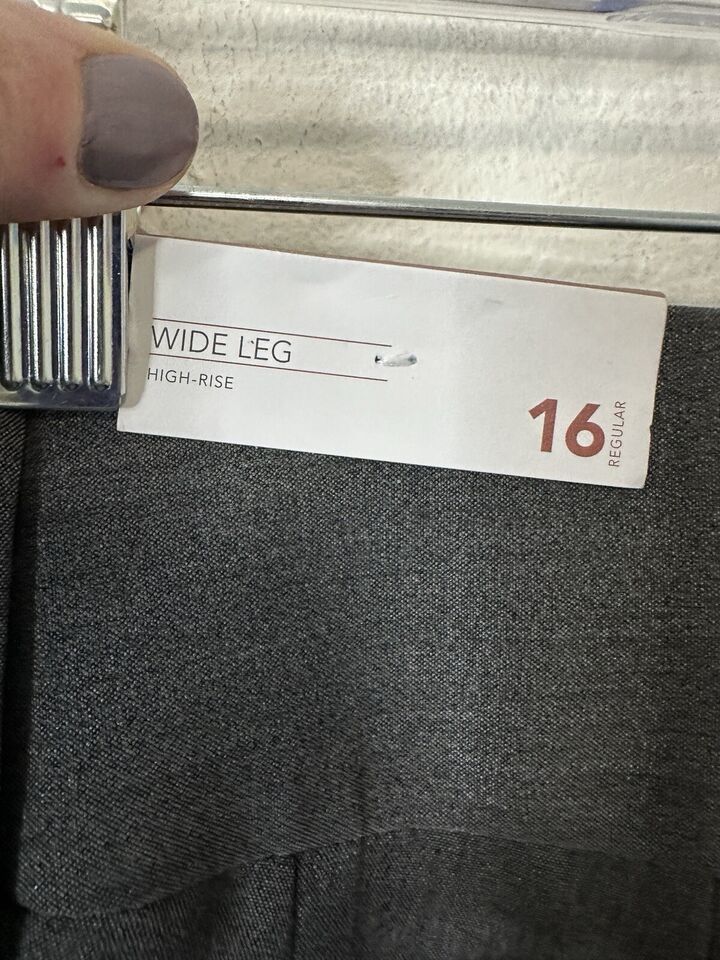 WIDE LEG
HIGH-RISE
16
REGULAR